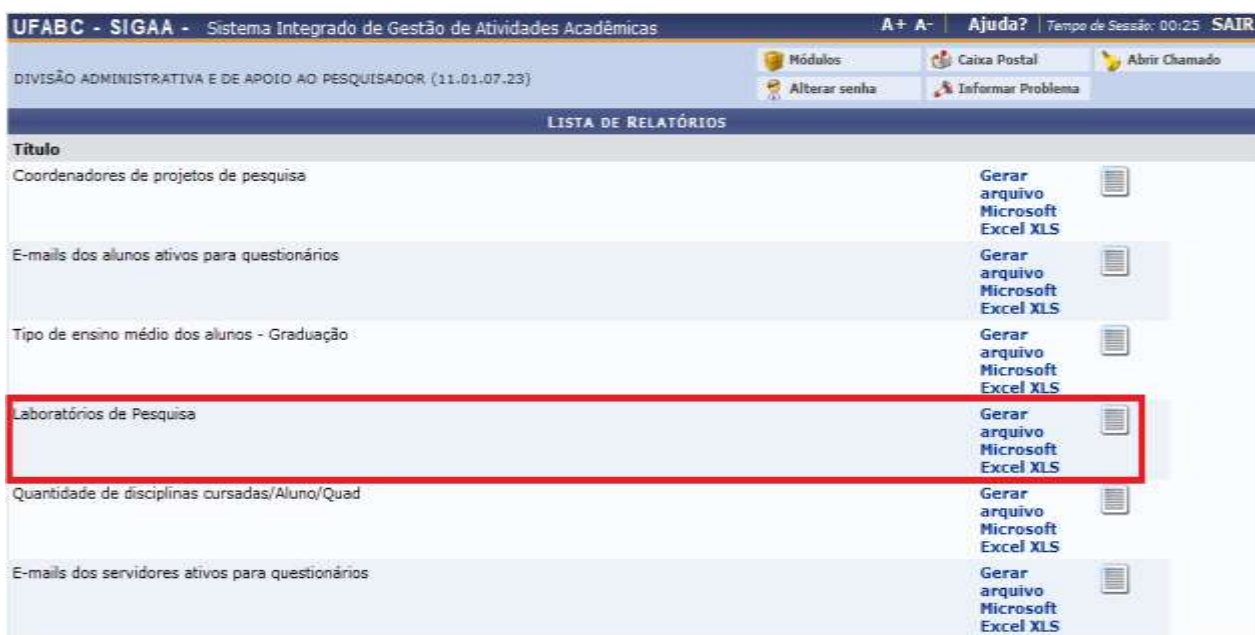 UFABC - SIGAA - Sistema Integrado de Gestão de Atividades Acadêmicas A+ A- | Ajuda? | Tempo de Sessão: 00:25 SAIR
DIVISÃO ADMINISTRATIVA E DE APOIO AO PESQUISADOR (11.01.07.23)
Módulos Caixa Postal Abrir Chamado
Alterar senha Informar Problema
LISTA DE RELATÓRIOS
Título
Coordenadores de projetos de pesquisa Gerar
arquivo
Microsoft
Excel XLS
E-mails dos alunos ativos para questionários Gerar
arquivo
Microsoft
Excel XLS
Tipo de ensino médio dos alunos - Graduação Gerar
arquivo
Microsoft
Excel XLS
Laboratórios de Pesquisa Gerar
arquivo
Microsoft
Excel XLS
Quantidade de disciplinas cursadas/Aluno/Quad Gerar
arquivo
Microsoft
Excel XLS
E-mails dos servidores ativos para questionários Gerar
arquivo
Microsoft
Excel XLS